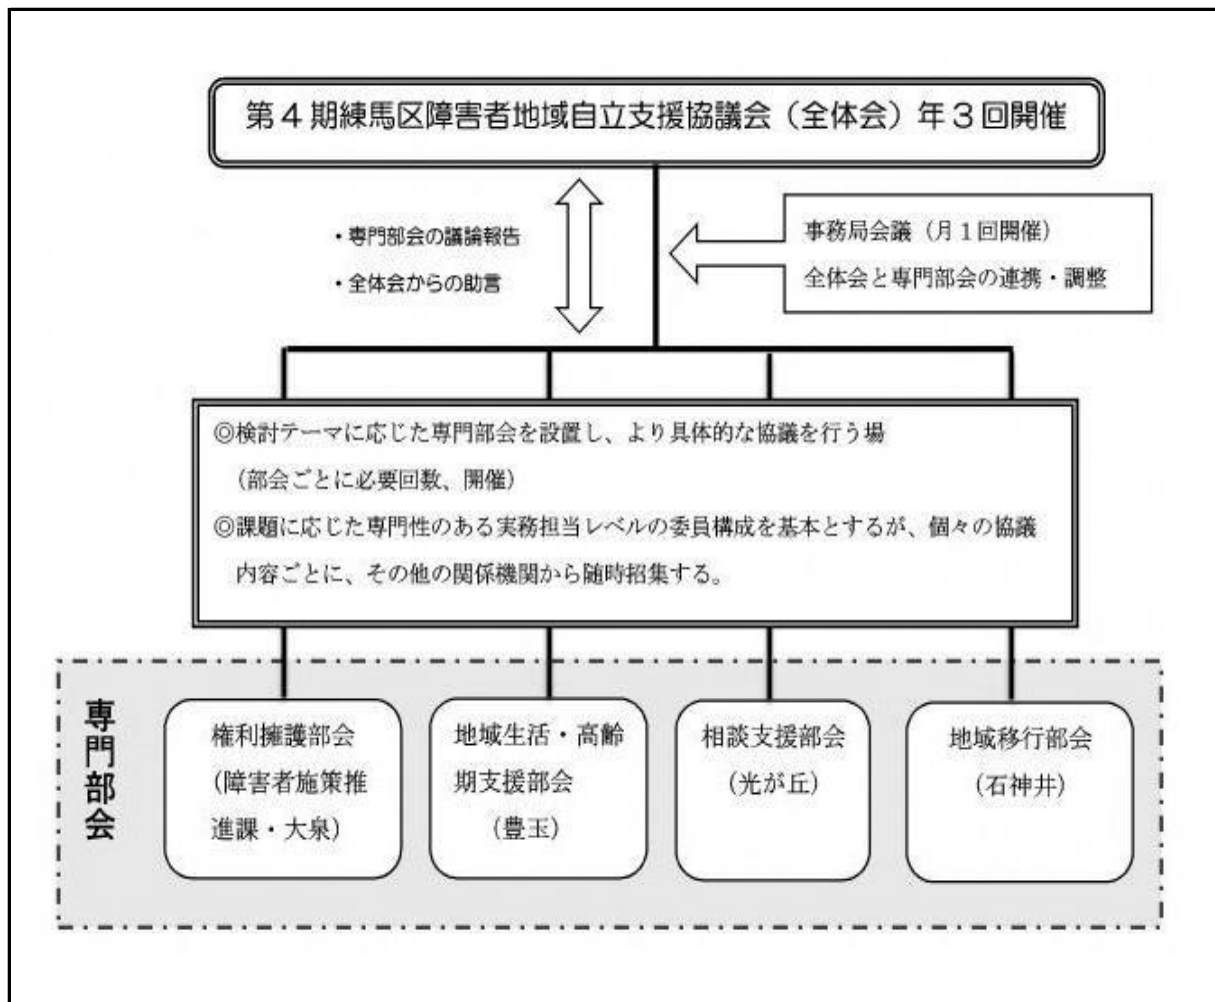 第4期練馬区障害者地域自立支援協議会（全体会）年3回開催
・専門部会の議論報告
・全体会からの助言
事務局会議（月1回開催）
全体会と専門部会の連携・調整
◎検討テーマに応じた専門部会を設置し、より具体的な協議を行う場
（部会ごとに必要回数、開催）
◎課題に応じた専門性のある実務担当レベルの委員構成を基本とするが、個々の協議
内容ごとに、その他の関係機関から随時招集する。
専門部会
権利擁護部会
（障害者施策推
進課・大泉）
地域生活・高齢
期支援部会
（豊玉）
相談支援部会
（光が丘）
地域移行部会
（石神井）